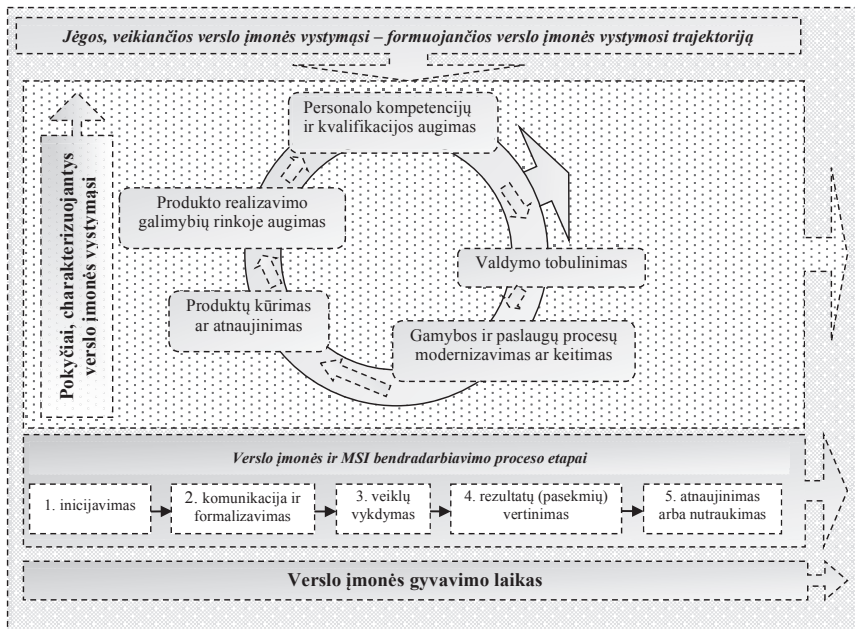 Jėgos, veikiančios verslo įmonės vystymąsi – formuojančios verslo įmonės vystymosi trajektoriją
Pokyčiai, charakterizuojantys
verslo įmonės vystymąsi
Personalo kompetencijų
ir kvalifikacijos augimas
Produkto realizavimo
galimybių rinkoje augimas
Valdymo tobulinimas
Produktų kūrimas
ar atnaujinimas
Gamybos ir paslaugų procesų
modernizavimas ar keitimas
Verslo įmonės ir MSI bendradarbiavimo proceso etapai
1. inicijavimas
2. komunikacija ir
formalizavimas
3. veiklų
vykdymas
4. rezultatų (pasekmių)
vertinimas
5. atnaujinimas
arba nutraukimas
Verslo įmonės gyvavimo laikas